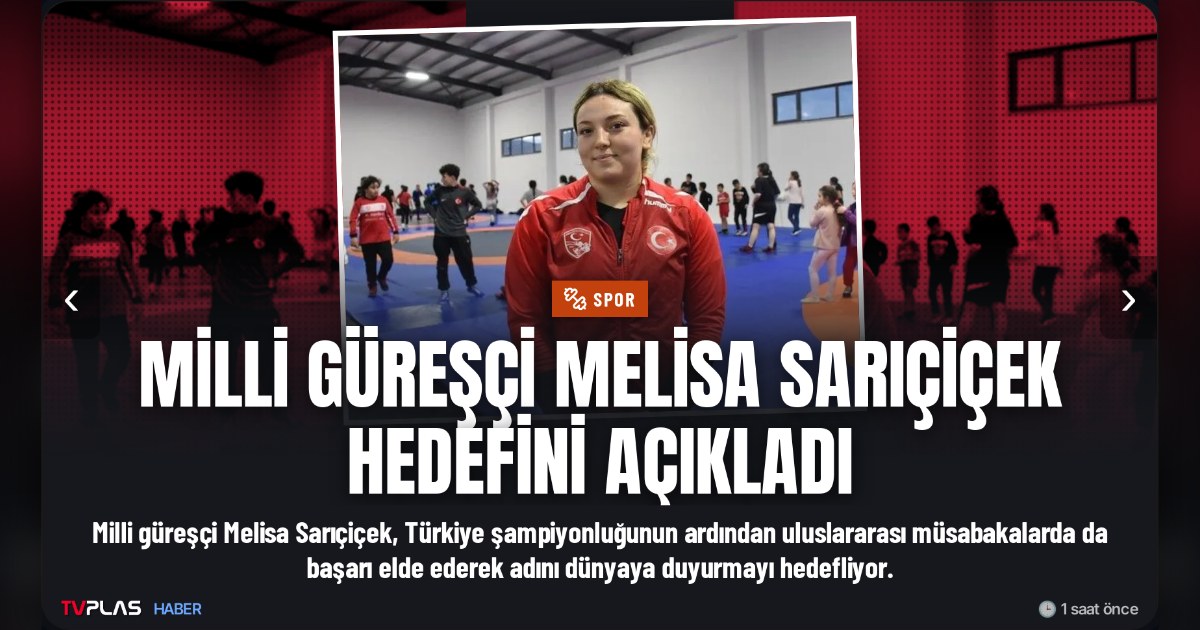 hummel
SPOR
MİLLİ GÜREŞÇİ MELİSA SARIÇİÇEK
HEDEFİNİ AÇIKLADI
Milli güreşçi Melisa Sarıçiçek, Türkiye şampiyonluğunun ardından uluslararası müsabakalarda da
başarı elde ederek adını dünyaya duyurmayı hedefliyor.
TVPLAS HABER
1 saat önce